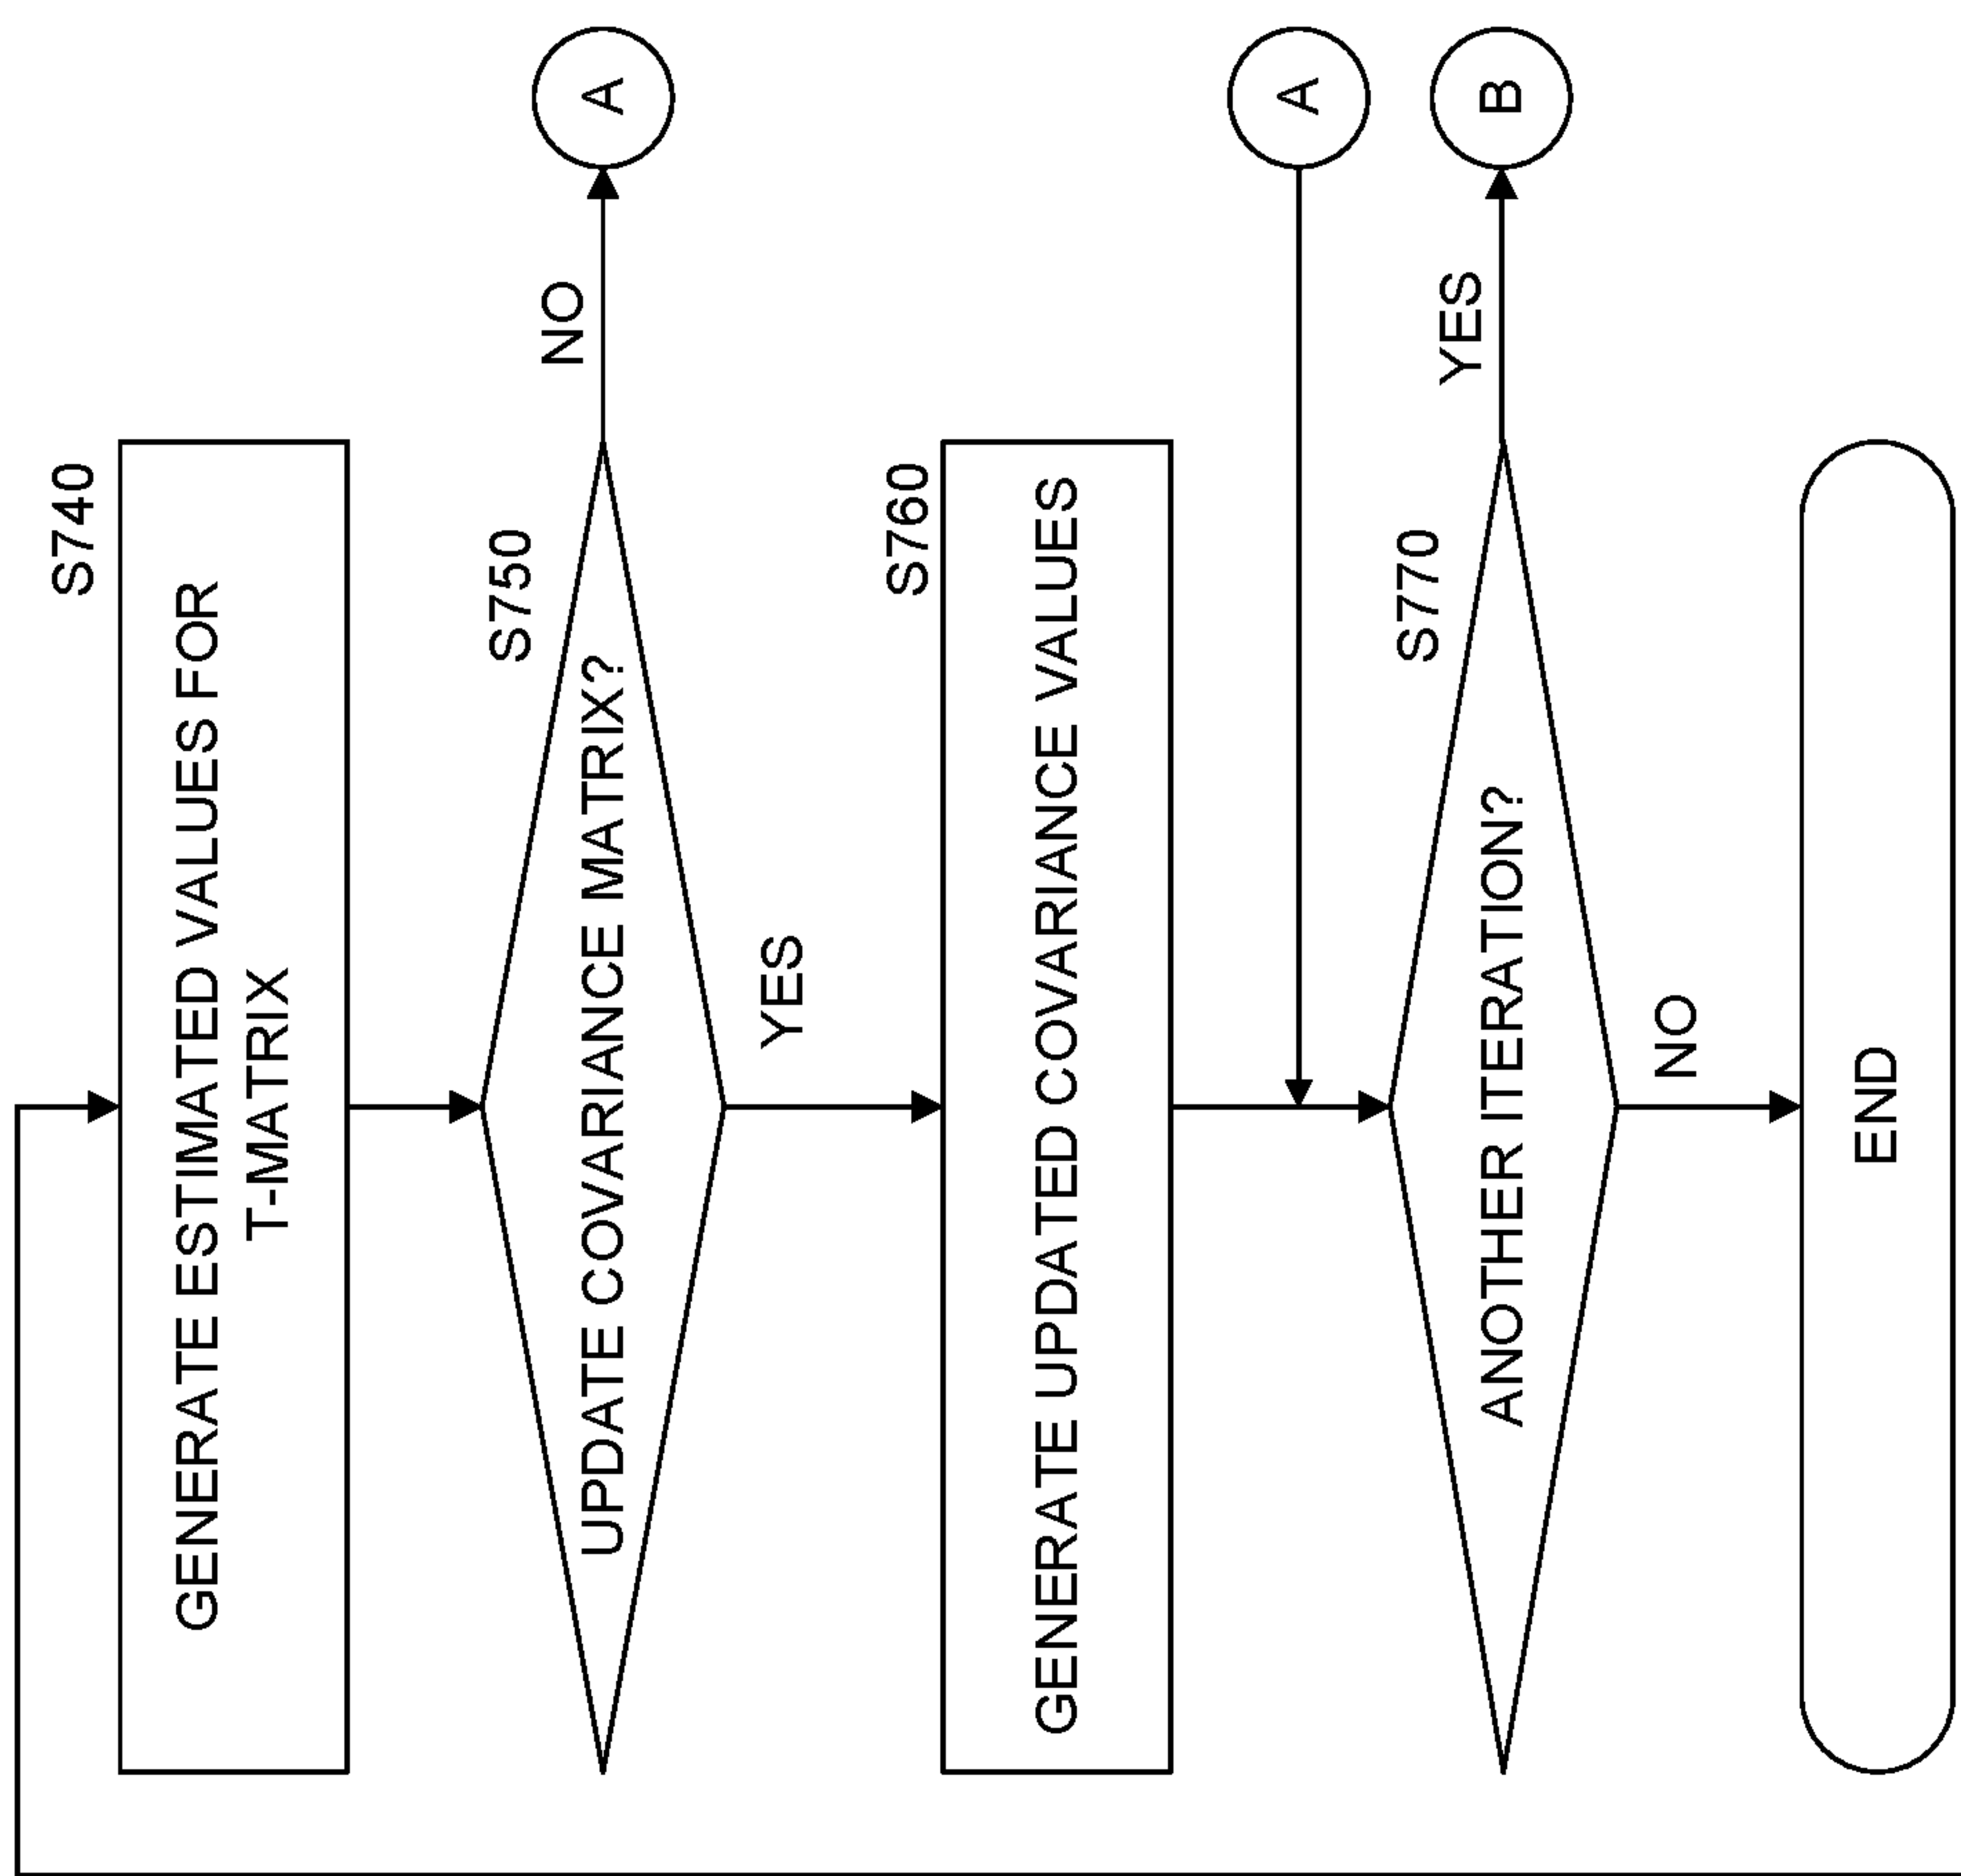 S740
GENERATE ESTIMATED VALUES FOR
T-MATRIX
S750
UPDATE COVARIANCE MATRIX?
NO
A
YES
S760
GENERATE UPDATED COVARIANCE VALUES
A
S770
ANOTHER ITERATION?
YES
B
NO
END